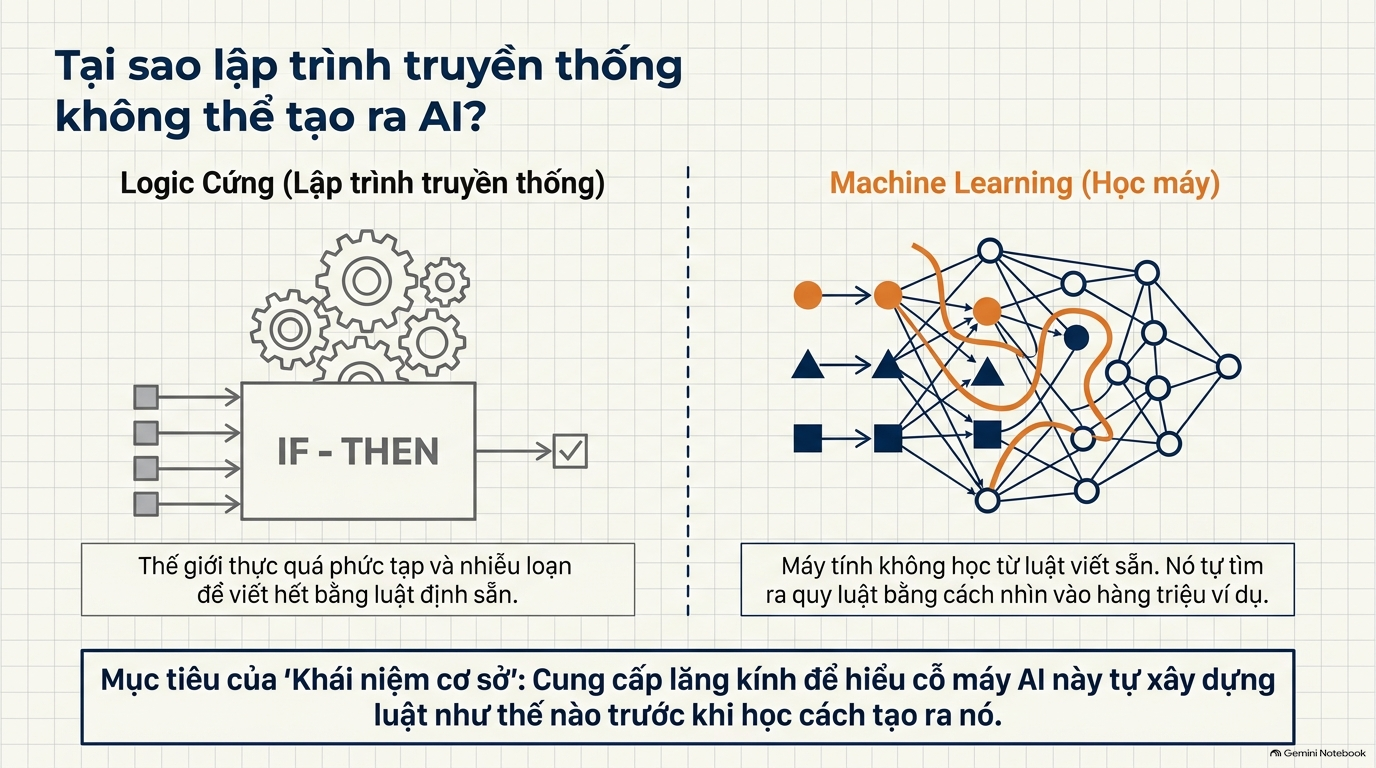 Tại sao lập trình truyền thống
không thể tạo ra AI?
Logic Cứng (Lập trình truyền thống)
IF - THEN
Thế giới thực quá phức tạp và nhiễu loạn
để viết hết bằng luật định sẵn.
Machine Learning (Học máy)
Máy tính không học từ luật viết sẵn. Nó tự tìm
ra quy luật bằng cách nhìn vào hàng triệu ví dụ.
Mục tiêu của ‘Khái niệm cơ sở’: Cung cấp lăng kính để hiểu cỗ máy AI này tự xây dựng
luật như thế nào trước khi học cách tạo ra nó.
Gemini Notebook